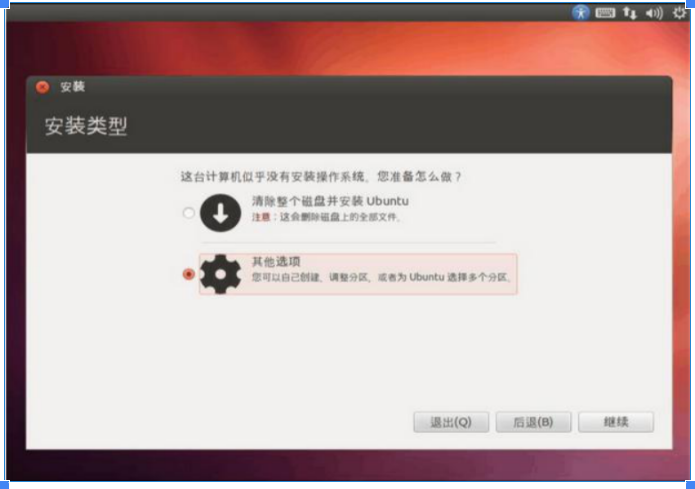 安装
安装类型
这台计算机似乎没有安装操作系统。您准备怎么做？
清除整个磁盘并安装 Ubuntu
注意：这会删除磁盘上的全部文件。
其他选项
您可以自己创建、调整分区，或者为 Ubuntu 选择多个分区。
退出(Q) 后退(B) 继续